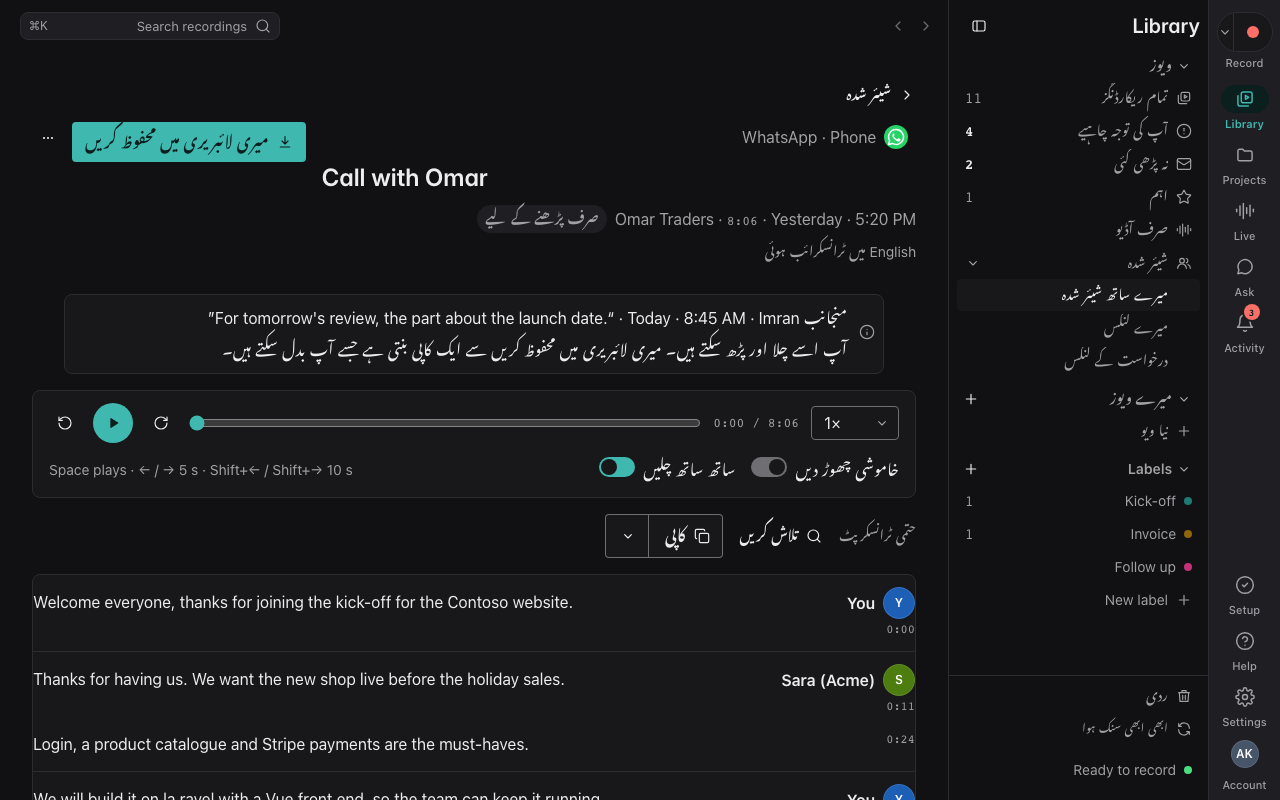 Search recordings ⌘K
شیئر شدہ
WhatsApp · Phone
میری لائبریری میں محفوظ کریں
...
Call with Omar
Omar Traders · 8:06 · Yesterday · 5:20 PM صرف پڑھنے کے لیے
English میں ٹرانسکرائب ہوئی
منجانب Imran · Today · 8:45 AM · “For tomorrow's review, the part about the launch date.”
آپ اسے چلا اور پڑھ سکتے ہیں۔ میری لائبریری میں محفوظ کریں سے ایک کاپی بنتی ہے جسے آپ بدل سکتے ہیں۔
0:00 / 8:06
1×
Space plays · ← / → 5 s · Shift+← / Shift+→ 10 s
ساتھ ساتھ چلیں
خاموشی چھوڑ دیں
حتمی ٹرانسکرپٹ
تلاش کریں
کاپی
Y You
0:00
Welcome everyone, thanks for joining the kick-off for the Contoso website.
S Sara (Acme)
0:11
Thanks for having us. We want the new shop live before the holiday sales.
0:24
Login, a product catalogue and Stripe payments are the must-haves.
Y You
We will build it on la ravel with a Vue front end, so the team can keep it running
Library
ویوز
تمام ریکارڈنگز 11
آپ کی توجہ چاہیے 4
نہ پڑھی گئی 2
اہم 1
صرف آڈیو
شیئر شدہ
میرے ساتھ شیئر شدہ
میرے لنکس
درخواست کے لنکس
میرے ویوز
نیا ویو
Labels
Kick-off 1
Invoice 1
Follow up
New label
ردی
ابھی ابھی سنک ہوا
Ready to record
Record
Library
Projects
Live
Ask
3
Activity
Setup
Help
Settings
AK
Account